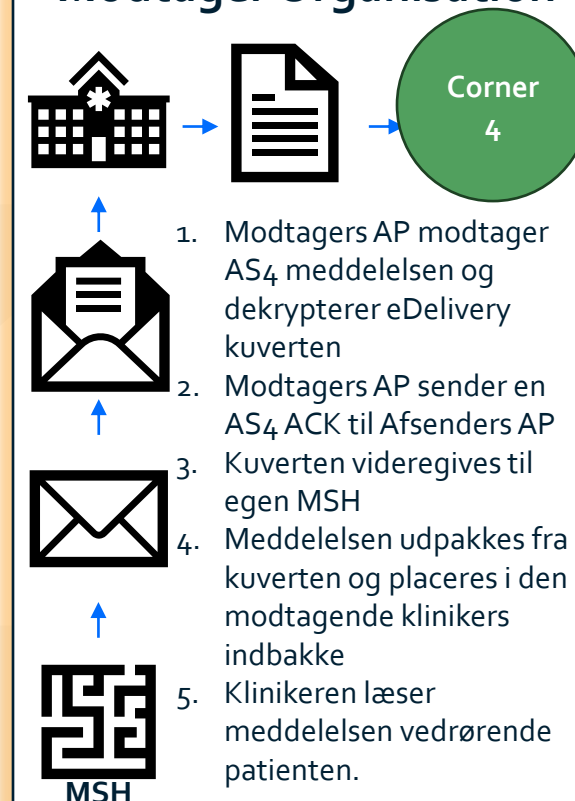 Modtager Organisation
Corner
4
1. Modtagers AP modtager
AS4 meddelelsen og
dekrypterer eDelivery
kuverten
2. Modtagers AP sender en
AS4 ACK til Afsenders AP
3. Kuverten videregives til
egen MSH
4. Meddelelsen udpakkes fra
kuverten og placeres i den
modtagende klinikers
indbakke
5. Klinikeren læser
meddelelsen vedrørende
patienten.
MSH